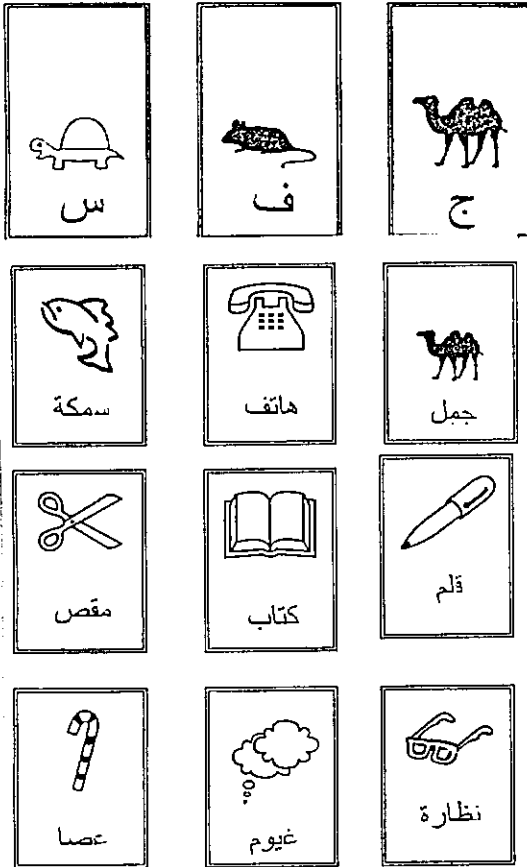 ج
ف
س
جمل
هاتف
سمكة
قلم
كتاب
مقص
نظارة
غيوم
عصا